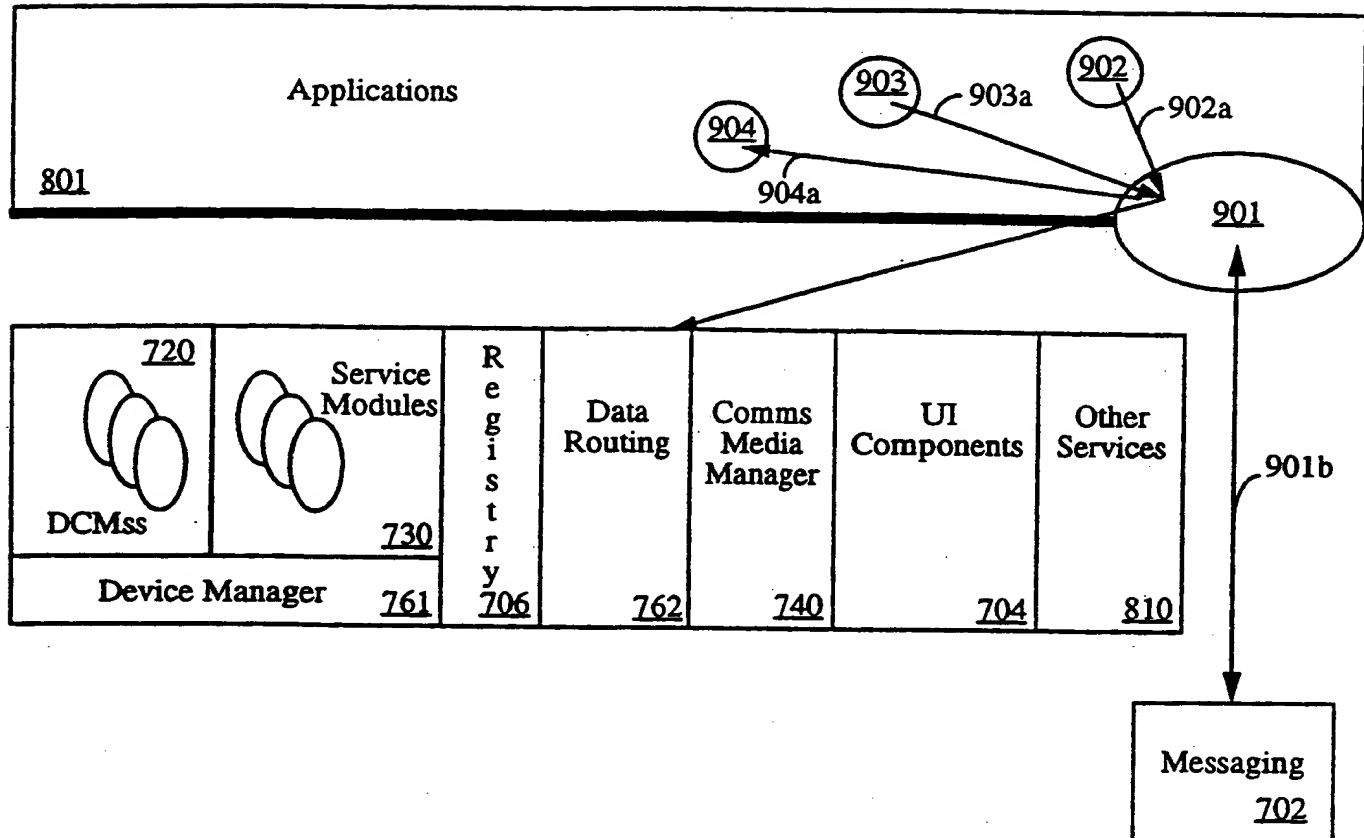 902
903
903a
902a
Applications
904
904a
801
901
720
Service
Modules
Registry
Data
Routing
Comms
Media
Manager
UI
Components
Other
Services
901b
DCMss
730
Device Manager
761
706
762
740
704
810
Messaging
702